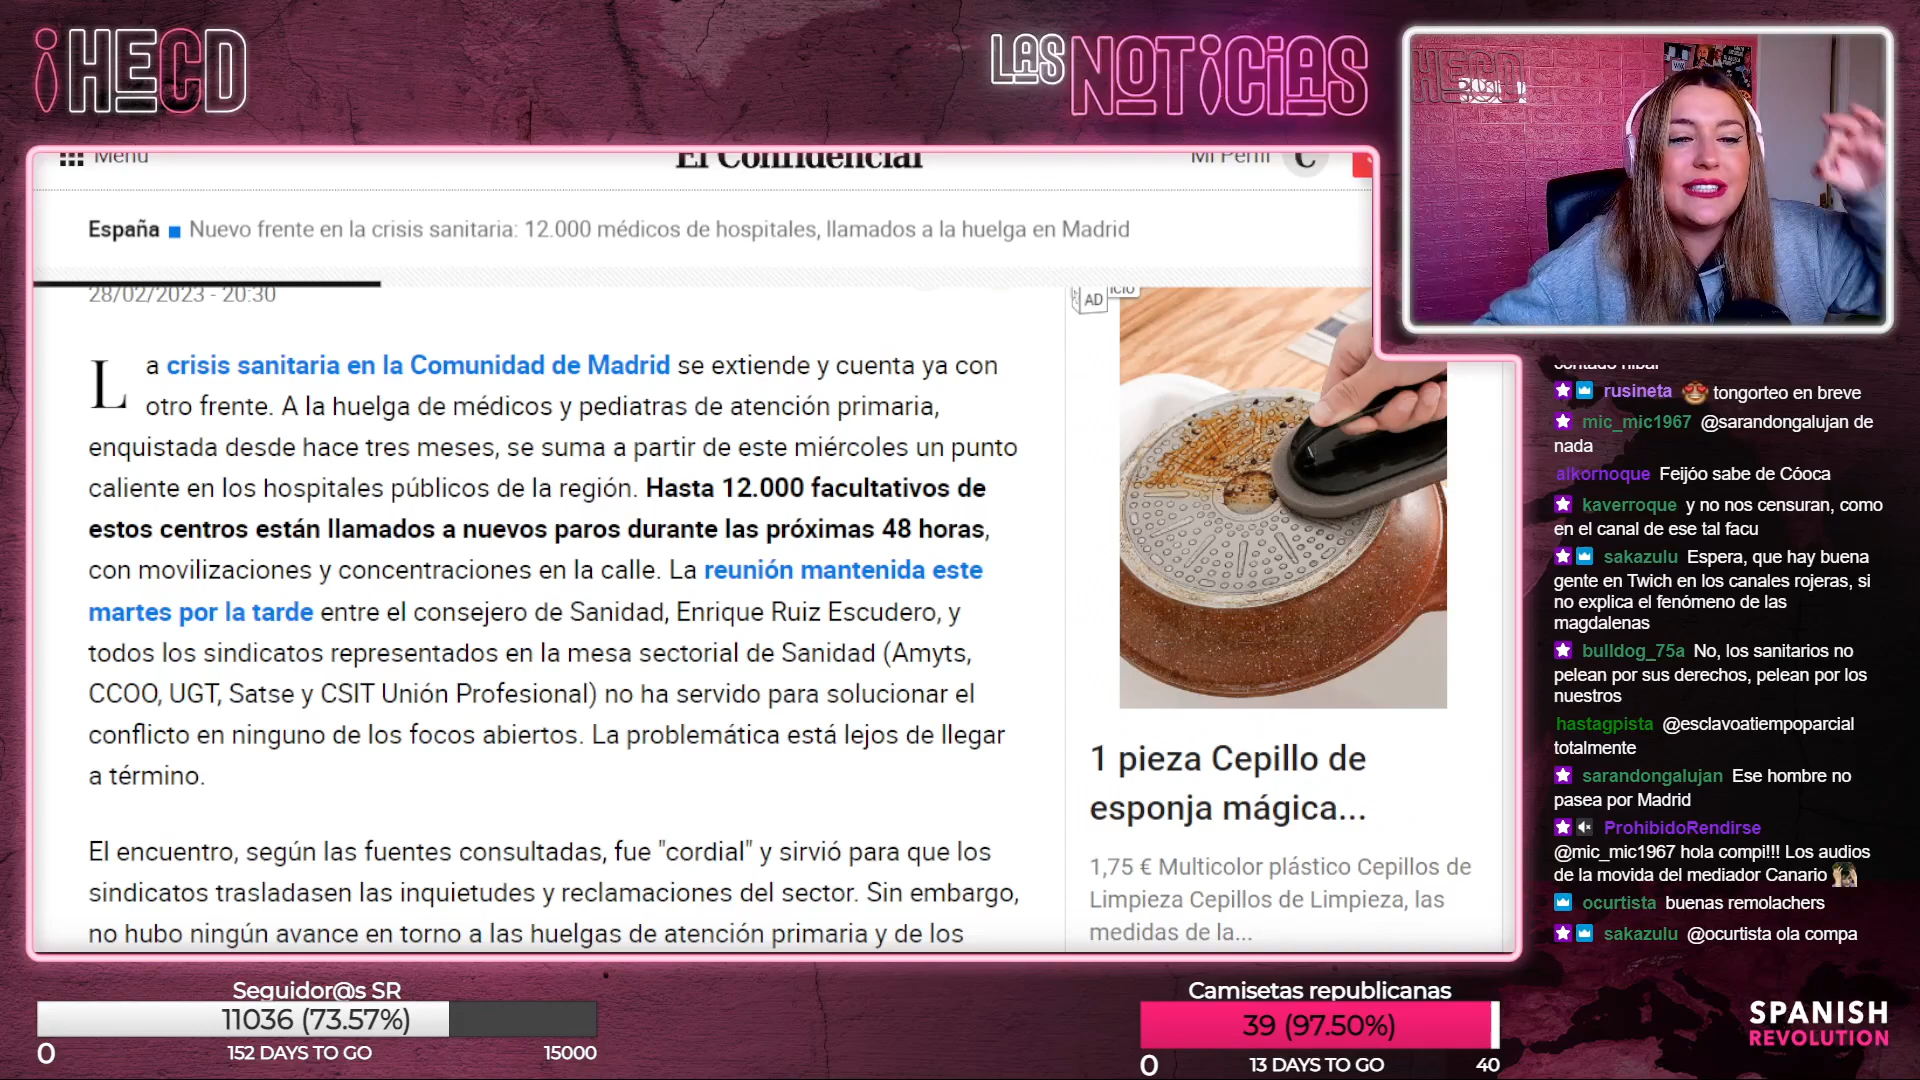 ¡HECD
LAS NOTICIAS
HECD
Menú
El Confidencial
Mi Perfil
C
España ■ Nuevo frente en la crisis sanitaria: 12.000 médicos de hospitales, llamados a la huelga en Madrid
28/02/2023 - 20:30
La crisis sanitaria en la Comunidad de Madrid se extiende y cuenta ya con
otro frente. A la huelga de médicos y pediatras de atención primaria,
enquistada desde hace tres meses, se suma a partir de este miércoles un punto
caliente en los hospitales públicos de la región. Hasta 12.000 facultativos de
estos centros están llamados a nuevos paros durante las próximas 48 horas,
con movilizaciones y concentraciones en la calle. La reunión mantenida este
martes por la tarde entre el consejero de Sanidad, Enrique Ruiz Escudero, y
todos los sindicatos representados en la mesa sectorial de Sanidad (Amyts,
CCOO, UGT, Satse y CSIT Unión Profesional) no ha servido para solucionar el
conflicto en ninguno de los focos abiertos. La problemática está lejos de llegar
a término.
El encuentro, según las fuentes consultadas, fue "cordial" y sirvió para que los
sindicatos trasladasen las inquietudes y reclamaciones del sector. Sin embargo,
no hubo ningún avance en torno a las huelgas de atención primaria y de los
AD
1 pieza Cepillo de
esponja mágica...
1,75 € Multicolor plástico Cepillos de
Limpieza Cepillos de Limpieza, las
medidas de la...
rusineta tongorteo en breve
mic_mic1967 @sarandongalujan de
nada
alkornoque Feijóo sabe de Cóoca
kaverroque y no nos censuran, como
en el canal de ese tal facu
sakazulu Espera, que hay buena
gente en Twich en los canales rojeras, si
no explica el fenómeno de las
magdalenas
bulldog_75a No, los sanitarios no
pelean por sus derechos, pelean por los
nuestros
hastagpista @esclavoatiempoparcial
totalmente
sarandongalujan Ese hombre no
pasea por Madrid
ProhibidoRendirse
@mic_mic1967 hola compi!!! Los audios
de la movida del mediador Canario
ocurtista buenas remolachers
sakazulu @ocurtista ola compa
Seguidor@s SR
11036 (73.57%)
0 152 DAYS TO GO 15000
Camisetas republicanas
39 (97.50%)
0 13 DAYS TO GO 40
SPANISH
REVOLUTION